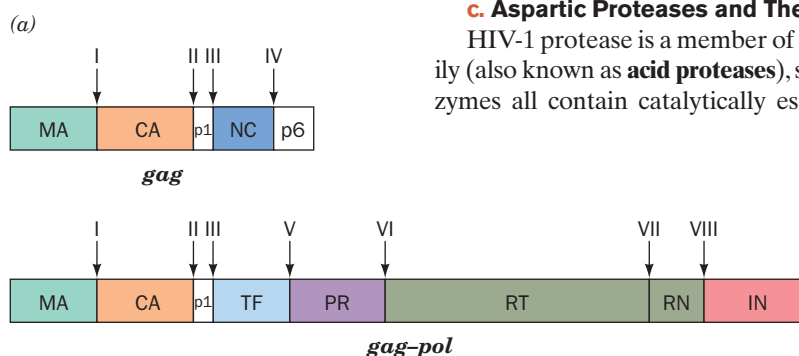 (a)
I II III IV
MA CA p1 NC p6
gag
c. Aspartic Proteases and The
HIV-1 protease is a member of
ily (also known as acid proteases), s
zymes all contain catalytically es
I II III V VI VII VIII
MA CA p1 TF PR RT RN IN
gag–pol